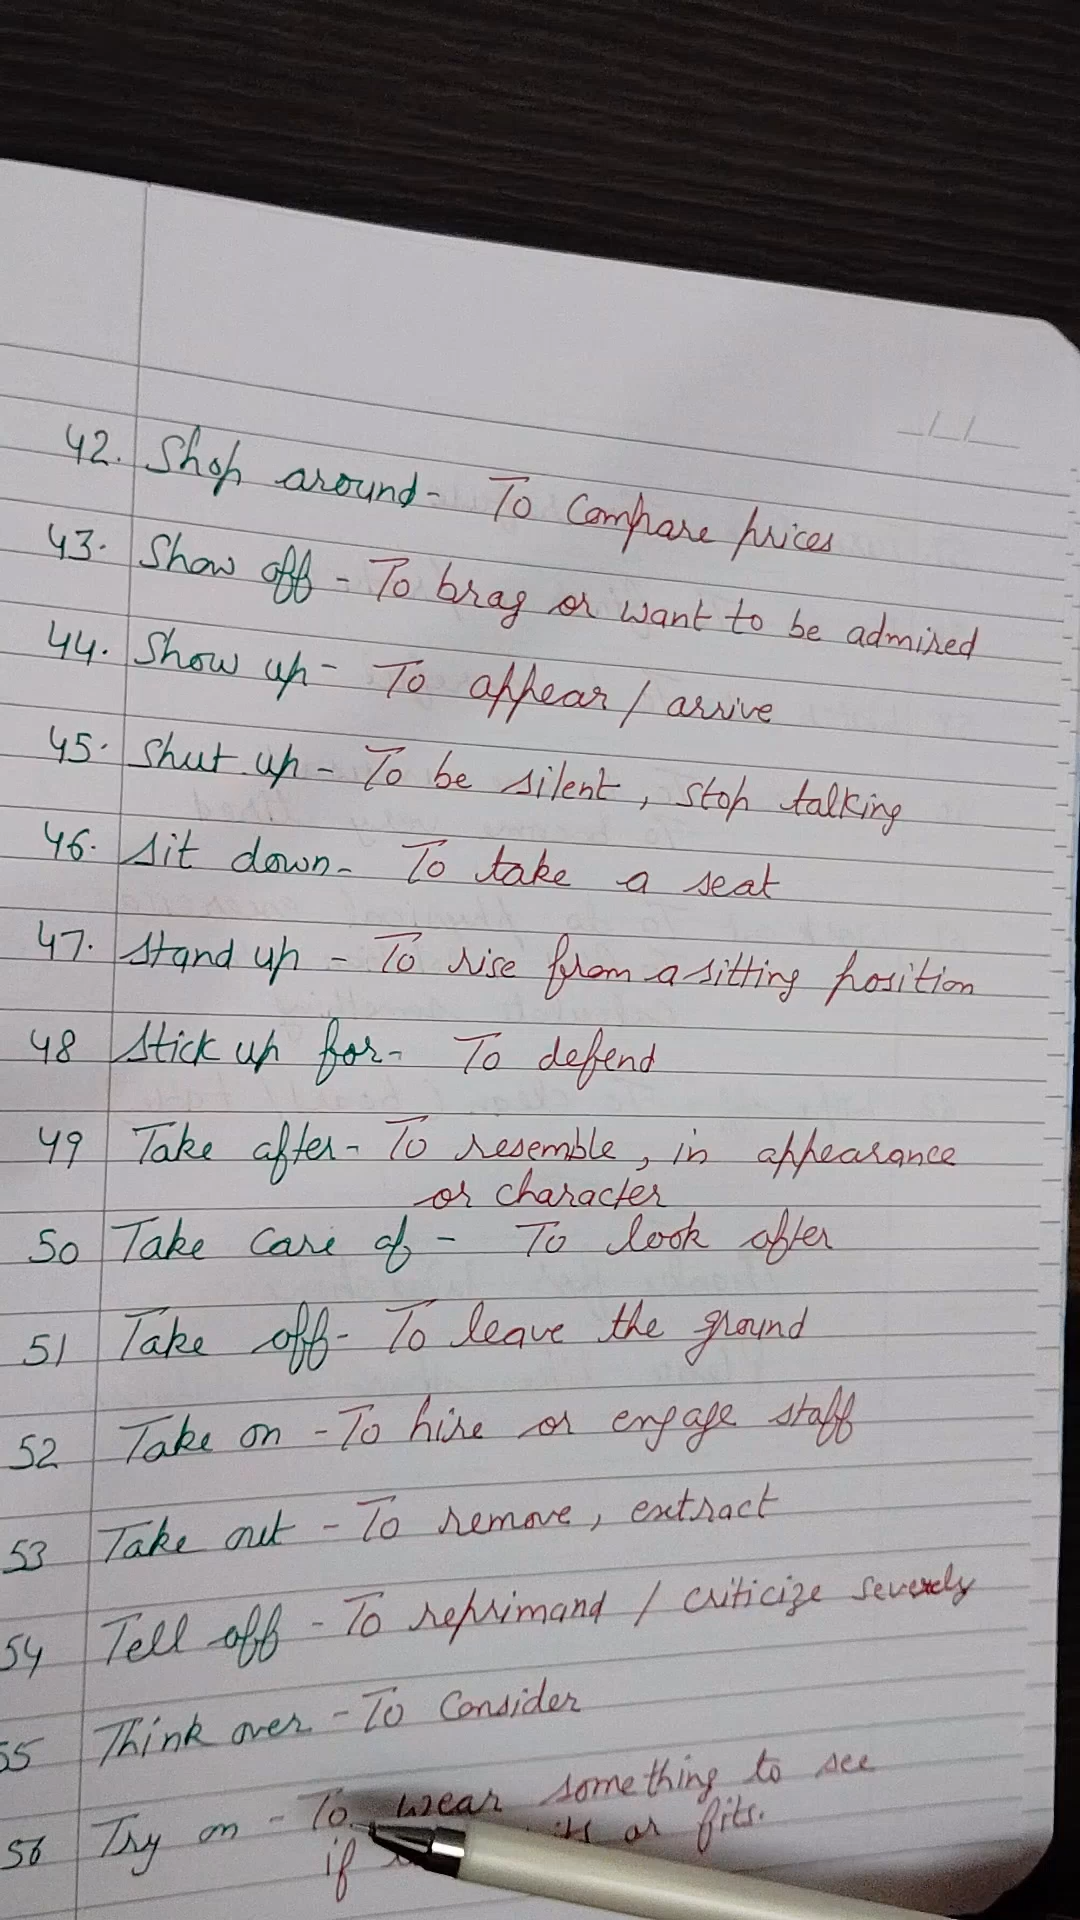 42. Shop around - To Compare prices
43. Show off - To brag or want to be admired
44. Show up - To appear / arrive
45. Shut up - To be silent, stop talking
46. Sit down - To take a seat
47. Stand up - To rise from a sitting position
48 Stick up for - To defend
49 Take after - To resemble, in appearance
or character
50 Take care of - To look after
51 Take off - To leave the ground
52 Take on - To hire or engage staff
53 Take out - To remove, extract
54 Tell off - To reprimand / criticize severely
55 Think over - To Consider
56 Try on - To wear something to see
if or fits.